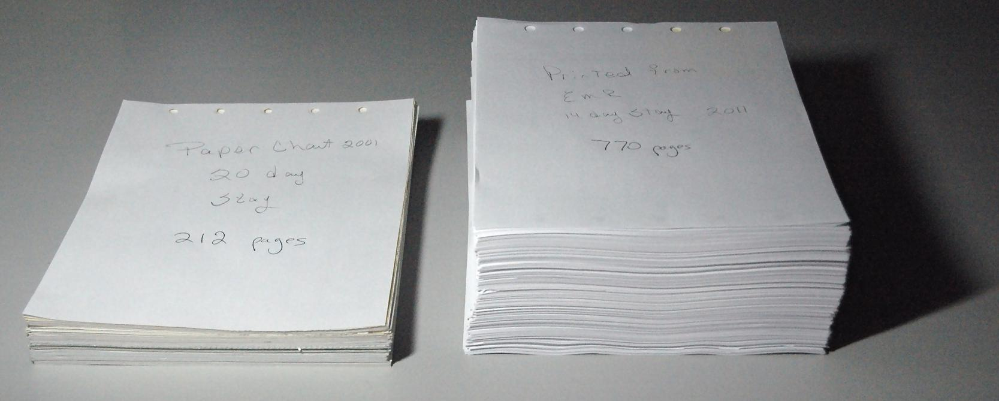 Paper Chart 2001
20 day
stay
212 pages
Printed from
EMR
14 day stay 2011
770 pages